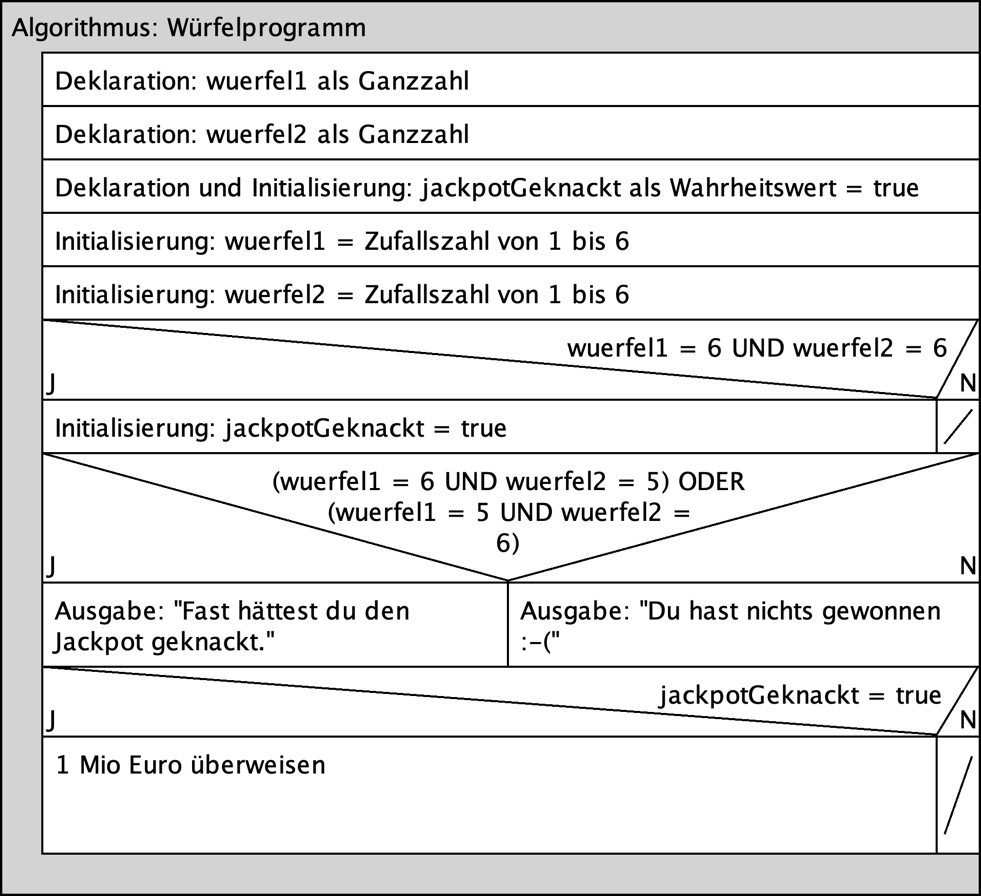 Algorithmus: Würfelprogramm
Deklaration: wuerfel1 als Ganzzahl
Deklaration: wuerfel2 als Ganzzahl
Deklaration und Initialisierung: jackpotGeknackt als Wahrheitswert = true
Initialisierung: wuerfel1 = Zufallszahl von 1 bis 6
Initialisierung: wuerfel2 = Zufallszahl von 1 bis 6
wuerfel1 = 6 UND wuerfel2 = 6
J
N
Initialisierung: jackpotGeknackt = true
(wuerfel1 = 6 UND wuerfel2 = 5) ODER
(wuerfel1 = 5 UND wuerfel2 =
6)
J
N
Ausgabe: "Fast hättest du den
Jackpot geknackt."
Ausgabe: "Du hast nichts gewonnen
:-("
jackpotGeknackt = true
J
N
1 Mio Euro überweisen